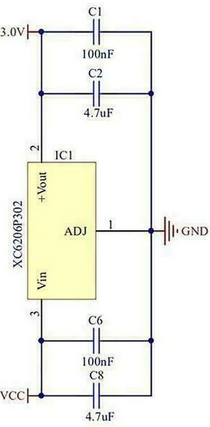 C1
3.0V
100nF
C2
4.7uF
2
IC1
+Vout
XC6206P302
ADJ
1
GND
Vin
3
C6
100nF
C8
VCC
4.7uF